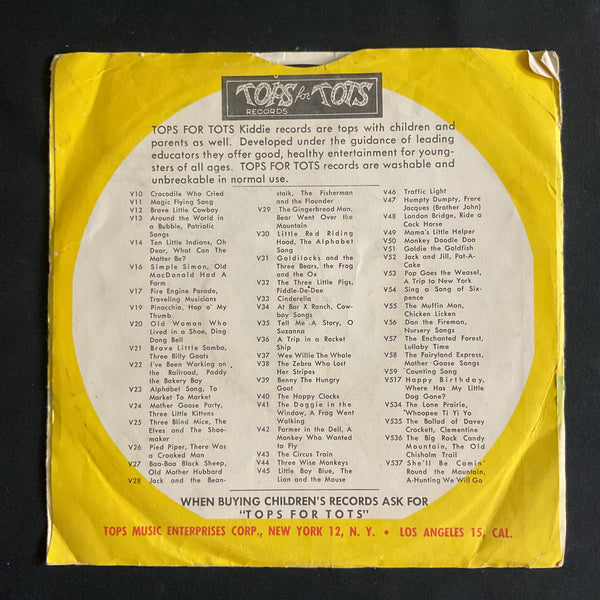 TOPS for TOTS
RECORDS
TOPS FOR TOTS Kiddie records are tops with children and
parents as well. Developed under the guidance of leading
educators they offer good, healthy entertainment for young-
sters of all ages. TOPS FOR TOTS records are washable and
unbreakable in normal use.
V10 Crocodile Who Cried
V11 Magic Flying Song
V12 Brave Little Cowboy
V13 Around the World in
a Bubble, Patriotic
Songs
V14 Ten Little Indians, Oh
Dear, What Can The
Matter Be?
V16 Simple Simon, Old
MacDonald Had A
Farm
V17 Fire Engine Parade,
Traveling Musicians
V19 Pinocchio, Hop o' My
Thumb
V20 Old Woman Who
Lived in a Shoe, Ding
Dong Bell
V21 Brave Little Sambo,
Three Billy Goats
V22 I've Been Working on
the Railroad, Paddy
the Bakery Boy
V23 Alphabet Song, To
Market To Market
V24 Mother Goose Party,
Three Little Kittens
V25 Three Blind Mice, The
Elves and The Shoe-
maker
V26 Pied Piper, There Was
a Crooked Man
V27 Baa-Baa Black Sheep,
Old Mother Hubbard
V28 Jack and the Bean-
stalk, The Fisherman
and the Flounder
V29 The Gingerbread Man,
Bear Went Over the
Mountain
V30 Little Red Riding
Hood, The Alphabet
Song
V31 Goldilocks and the
Three Bears, the Frog
and the Ox
V32 The Three Little Pigs,
Fiddle-De-Dee
V33 Cinderella
V34 At Bar X Ranch, Cow-
boy Songs
V35 Tell Me A Story, O
Suzanna
V36 A Trip in a Rocket
Ship
V37 Wee Willie The Whale
V38 The Zebra Who Lost
Her Stripes
V39 Benny The Hungry
Goat
V40 The Happy Clocks
V41 The Doggie in the
Window, A Frog Went
Walking
V42 Farmer in the Dell, A
Monkey Who Wanted
to Fly
V43 The Circus Train
V44 Three Wise Monkeys
V45 Little Boy Blue, The
Lion and the Mouse
V46 Traffic Light
V47 Humpty Dumpty, Frere
Jacques (Brother John)
V48 London Bridge, Ride a
Cock Horse
V49 Mama's Little Helper
V50 Monkey Doodle Doo
V51 Goldie the Goldfish
V52 Jack and Jill, Pat-A-
Cake
V53 Pop Goes the Weasel,
A Trip to New York
V54 Sing a Song of Six-
pence
V55 The Muffin Man,
Chicken Licken
V56 Dan the Fireman,
Nursery Songs
V57 The Enchanted Forest,
Lullaby Time
V58 The Fairyland Express,
Mother Goose Songs
V59 Counting Song
V517 Happy Birthday,
Where Has My Little
Dog Gone?
V534 The Lone Prairie,
Whoopee Ti Yi Yo
V535 The Ballad of Davey
Crockett, Clementine
V536 The Big Rock Candy
Mountain, The Old
Chisholm Trail
V537 She'll Be Comin'
Round the Mountain,
A-Hunting We Will Go
WHEN BUYING CHILDREN'S RECORDS ASK FOR
"TOPS FOR TOTS"
TOPS MUSIC ENTERPRISES CORP., NEW YORK 12, N. Y. • LOS ANGELES 15, CAL.